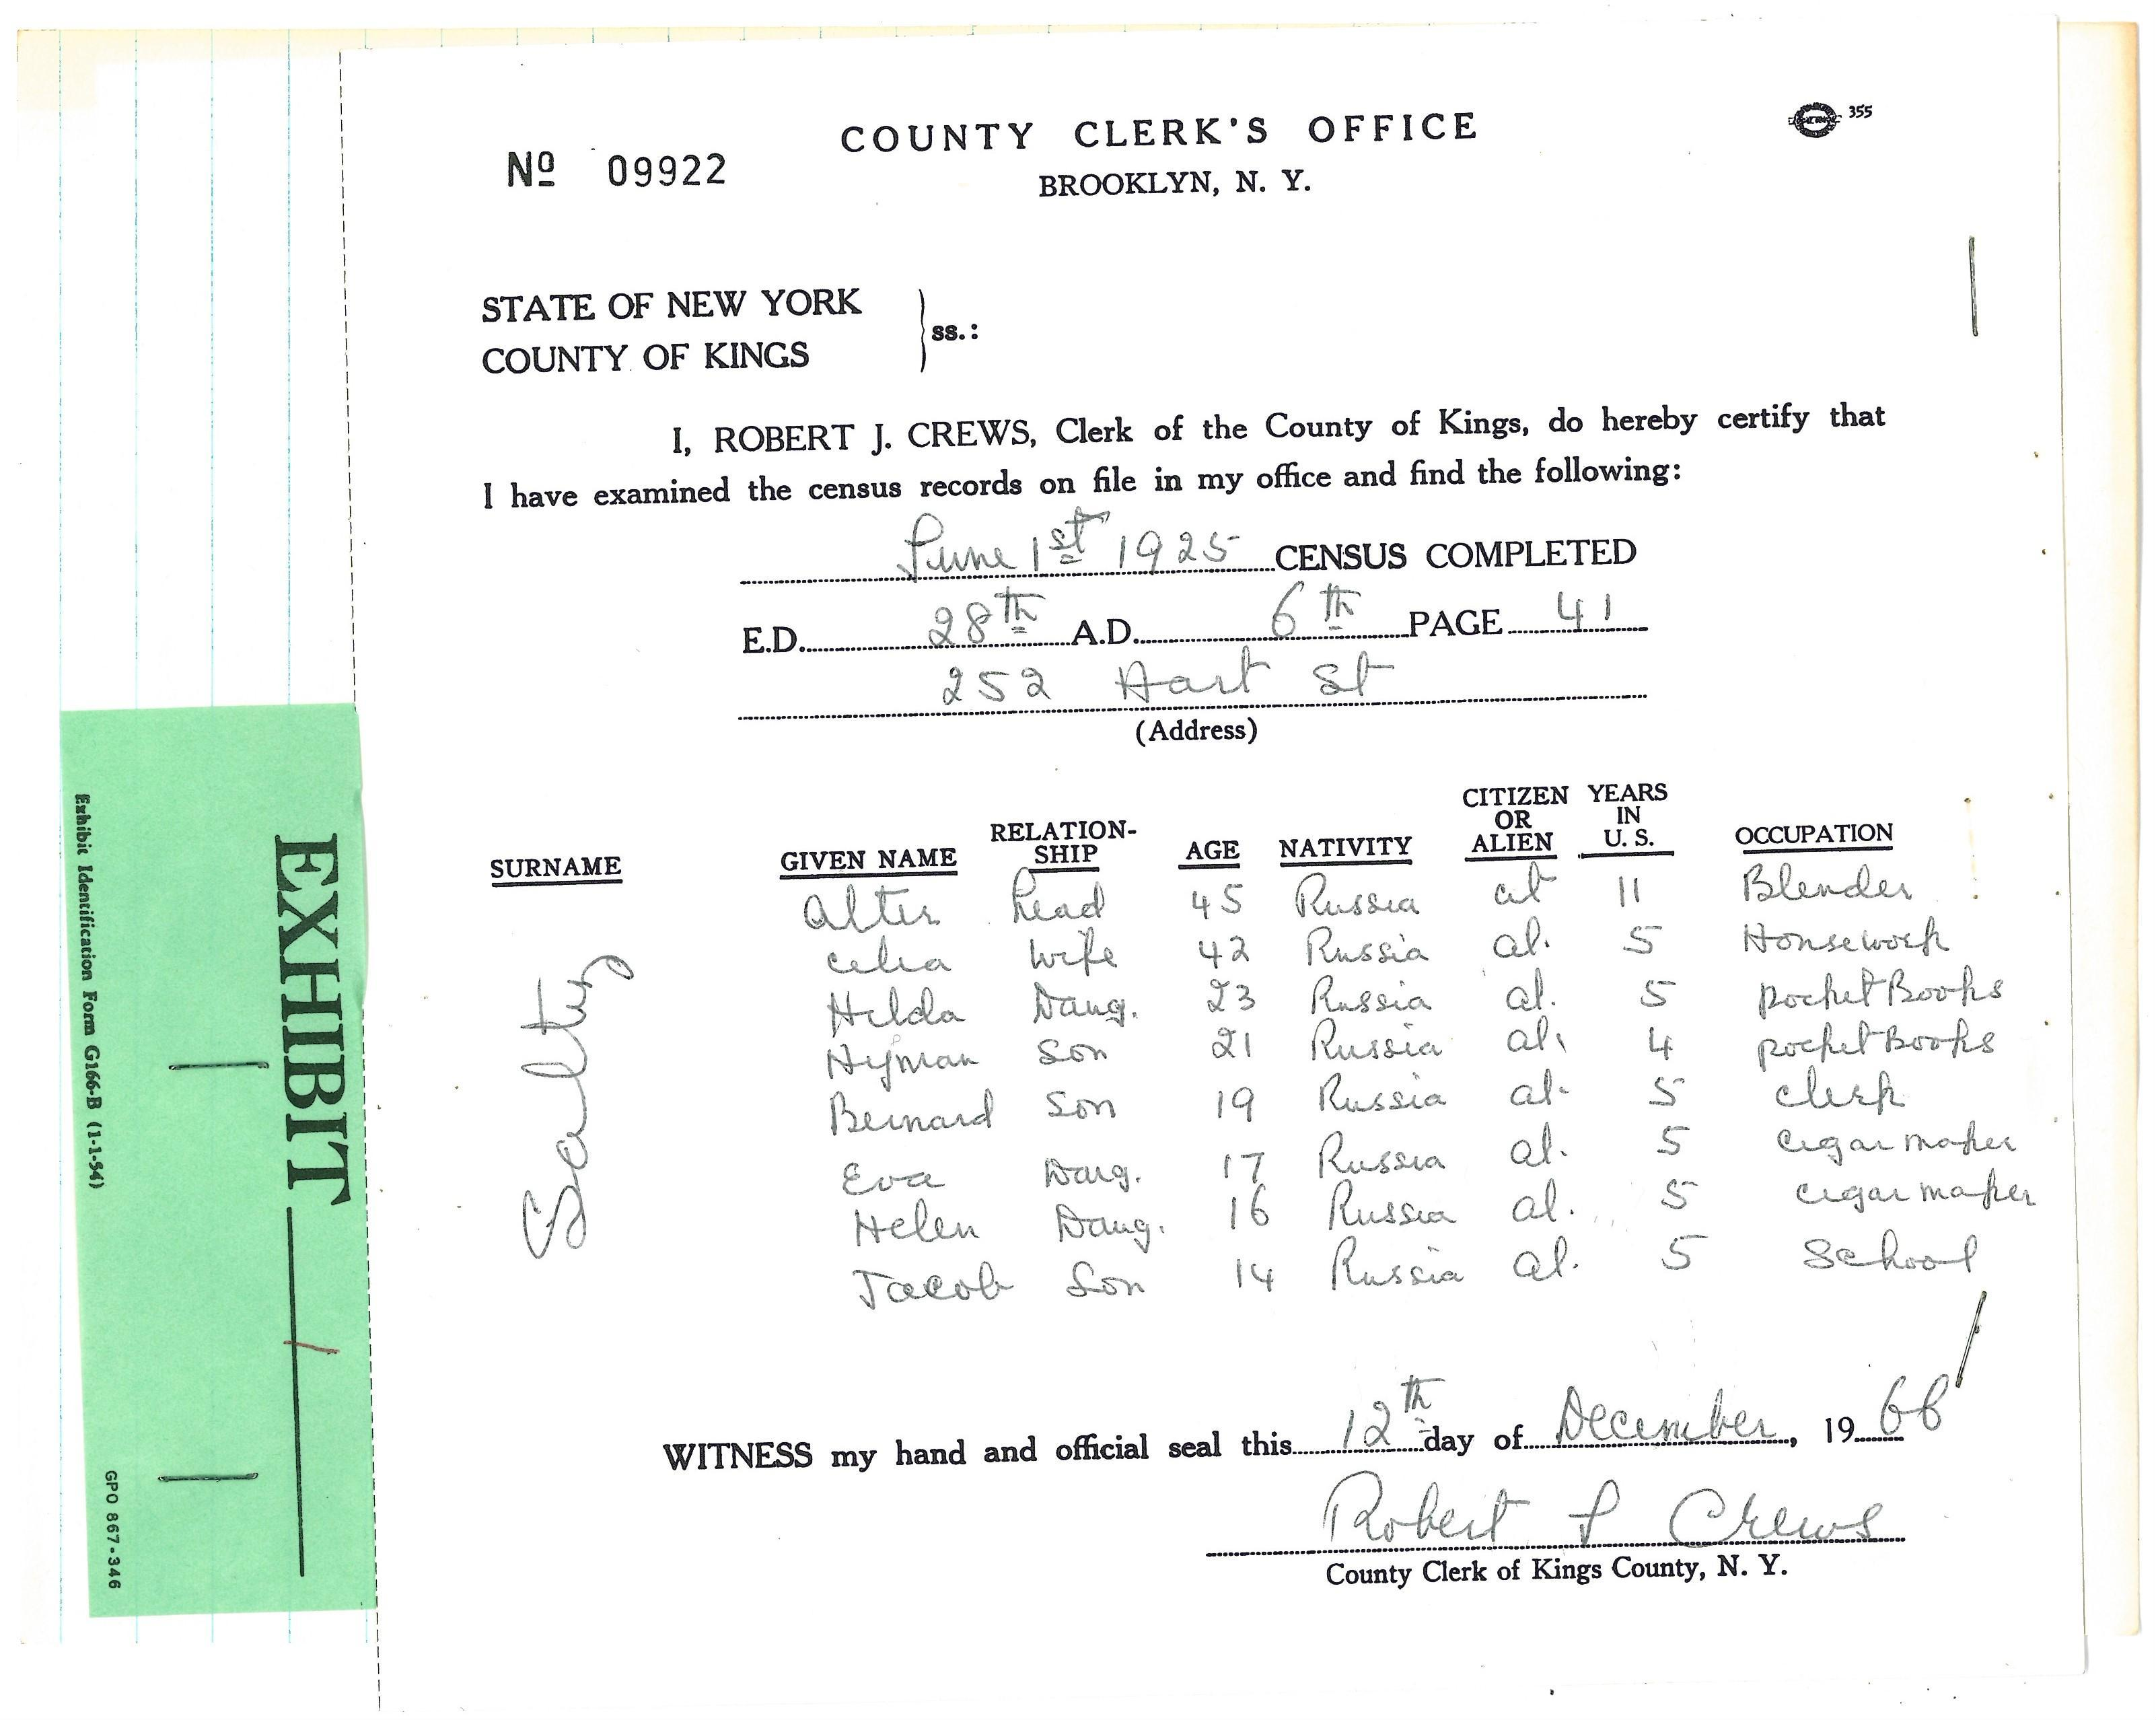 COUNTY CLERK'S OFFICE
355
Nº 09922
BROOKLYN, N. Y.
STATE OF NEW YORK
COUNTY OF KINGS
ss.:
I, ROBERT J. CREWS, Clerk of the County of Kings, do hereby certify that
I have examined the census records on file in my office and find the following:
June 1st 1925 CENSUS COMPLETED
E.D. 28th A.D. 6th PAGE 41
252 Hart St
(Address)
SURNAME GIVEN NAME RELATION-SHIP AGE NATIVITY CITIZEN OR ALIEN YEARS IN U. S. OCCUPATION
Saltus
Alter head 45 Russia cit 11 Blender
Celia wife 42 Russia al. 5 Housework
Hilda Daug. 23 Russia al. 5 pocket Books
Hyman Son 21 Russia al. 4 pocket Books
Bernard Son 19 Russia al. 5 clerk
Eva Daug. 17 Russia al. 5 cigar maker
Helen Daug. 16 Russia al. 5 cigar maker
Jacob Son 14 Russia al. 5 School
WITNESS my hand and official seal this 12th day of December, 1966
Robert J Crews
County Clerk of Kings County, N. Y.
EXHIBIT 1
Exhibit Identification Form G166-B (1-1-54)
GPO 867-346